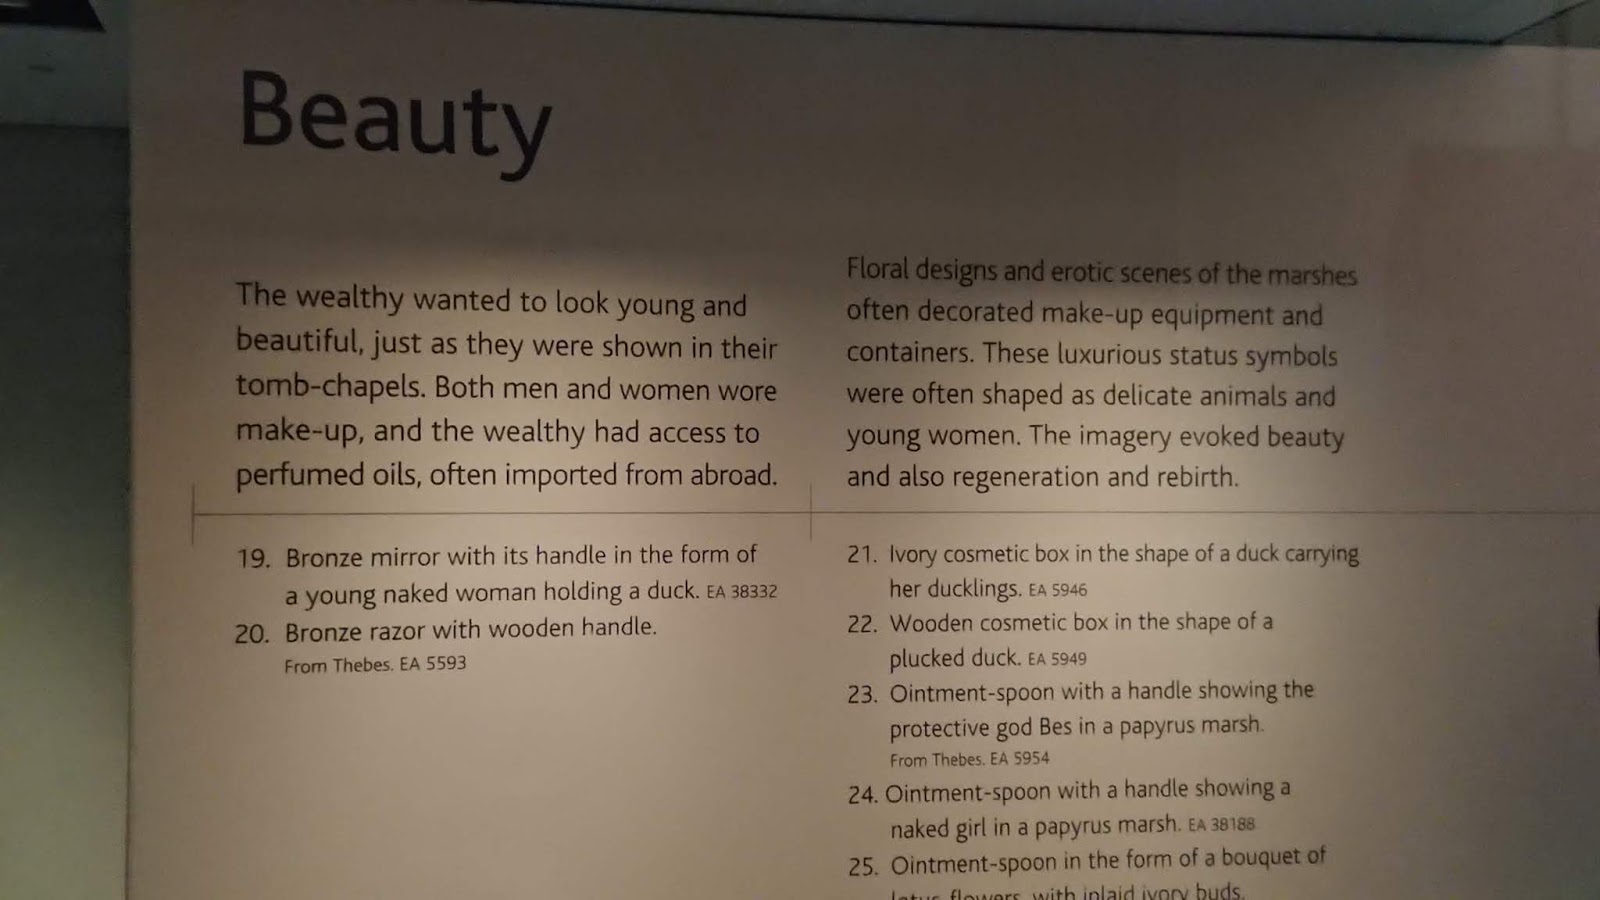 Beauty
The wealthy wanted to look young and
beautiful, just as they were shown in their
tomb-chapels. Both men and women wore
make-up, and the wealthy had access to
perfumed oils, often imported from abroad.
19. Bronze mirror with its handle in the form of
a young naked woman holding a duck. EA 38332
20. Bronze razor with wooden handle.
From Thebes. EA 5593
Floral designs and erotic scenes of the marshes
often decorated make-up equipment and
containers. These luxurious status symbols
were often shaped as delicate animals and
young women. The imagery evoked beauty
and also regeneration and rebirth.
21. Ivory cosmetic box in the shape of a duck carrying
her ducklings. EA 5946
22. Wooden cosmetic box in the shape of a
plucked duck. EA 5949
23. Ointment-spoon with a handle showing the
protective god Bes in a papyrus marsh.
From Thebes. EA 5954
24. Ointment-spoon with a handle showing a
naked girl in a papyrus marsh. EA 38188
25. Ointment-spoon in the form of a bouquet of
lotus flowers, with inlaid ivory buds.